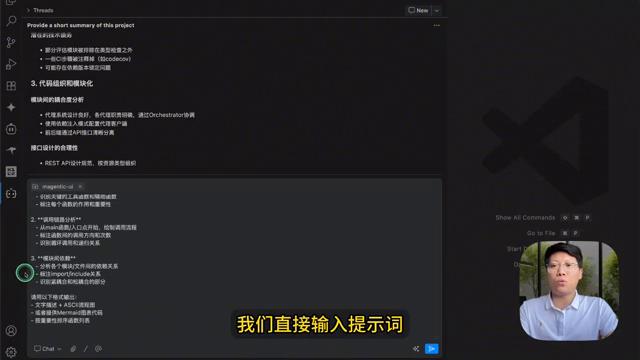 Threads
New
Provide a short summary of this project
潜在的技术债务
部分评估模块被排除在类型检查之外
一些CI步骤被注释掉（如codecov）
可能存在依赖版本锁定问题
3. 代码组织和模块化
模块间的耦合度分析
代理系统设计良好，各代理职责明确，通过Orchestrator协调
使用依赖注入模式配置代理客户端
前后端通过API接口清晰分离
接口设计的合理性
REST API设计规范，按资源类型组织
magentic-ui ×
- 识别关键的工具函数和辅助函数
- 标注每个函数的作用和重要性
2. **调用链路分析**
- 从main函数/入口点开始，绘制调用流程
- 标注函数间的调用方向和次数
- 识别循环调用和递归关系
3. **模块间依赖**
- 分析各个模块/文件间的依赖关系
- 标注import/include关系
- 识别紧耦合和松耦合的部分
请用以下格式输出:
- 文字描述 + ASCII流程图
- 或者提供Mermaid图表代码
- 按重要性排序函数列表
Chat
Show All Commands ⇧ ⌘ P
Go to File ⌘ P
Start D
我们直接输入提示词